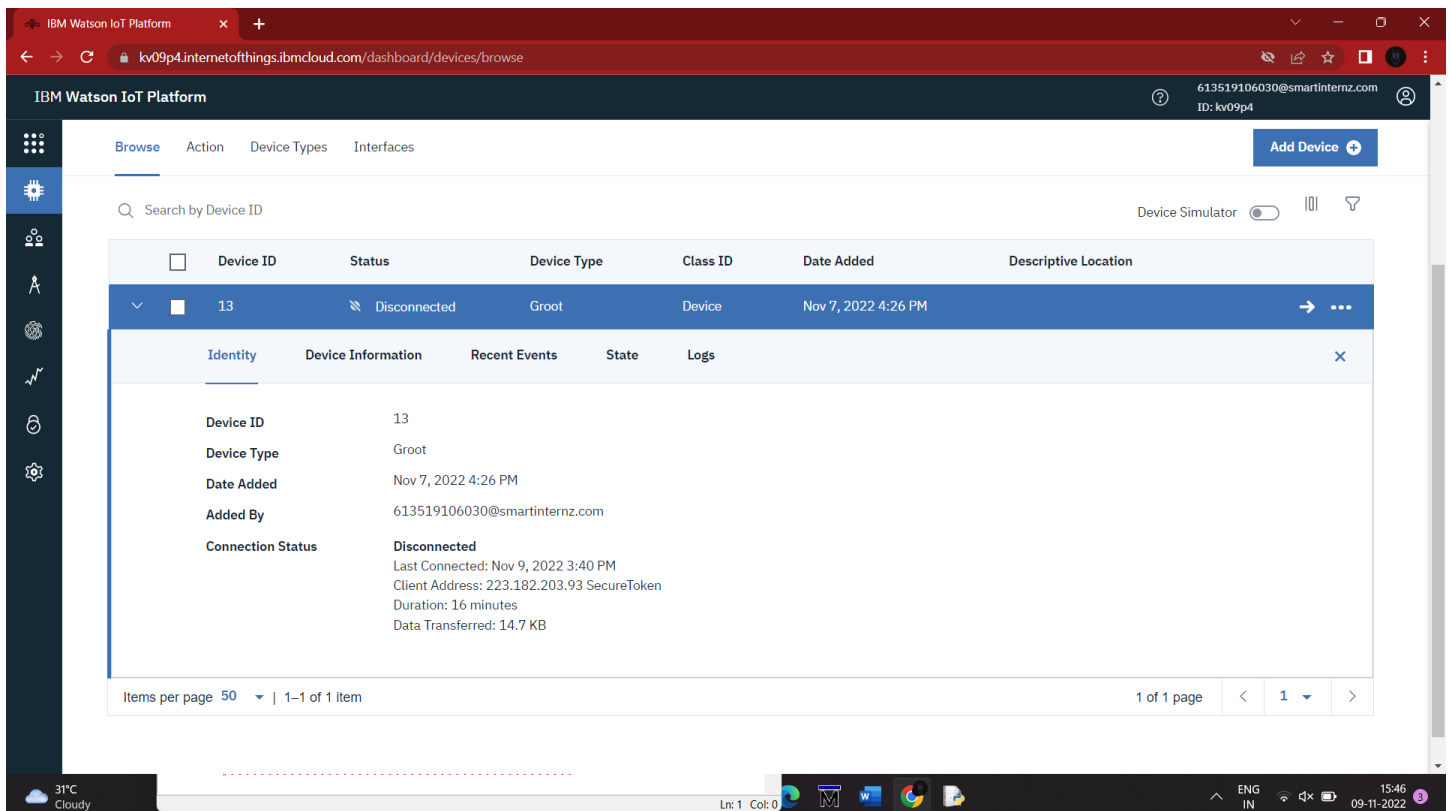 IBM Watson IoT Platform
kv09p4.internetofthings.ibmcloud.com/dashboard/devices/browse
IBM Watson IoT Platform
613519106030@smartinternz.com
ID: kv09p4
Browse Action Device Types Interfaces
Add Device
Search by Device ID
Device Simulator
Device ID Status Device Type Class ID Date Added Descriptive Location
13 Disconnected Groot Device Nov 7, 2022 4:26 PM
Identity Device Information Recent Events State Logs
Device ID 13
Device Type Groot
Date Added Nov 7, 2022 4:26 PM
Added By 613519106030@smartinternz.com
Connection Status Disconnected
Last Connected: Nov 9, 2022 3:40 PM
Client Address: 223.182.203.93 SecureToken
Duration: 16 minutes
Data Transferred: 14.7 KB
Items per page 50 | 1–1 of 1 item 1 of 1 page 1
31°C
Cloudy
Ln: 1 Col: 0
W
ENG
IN
15:46
09-11-2022
3